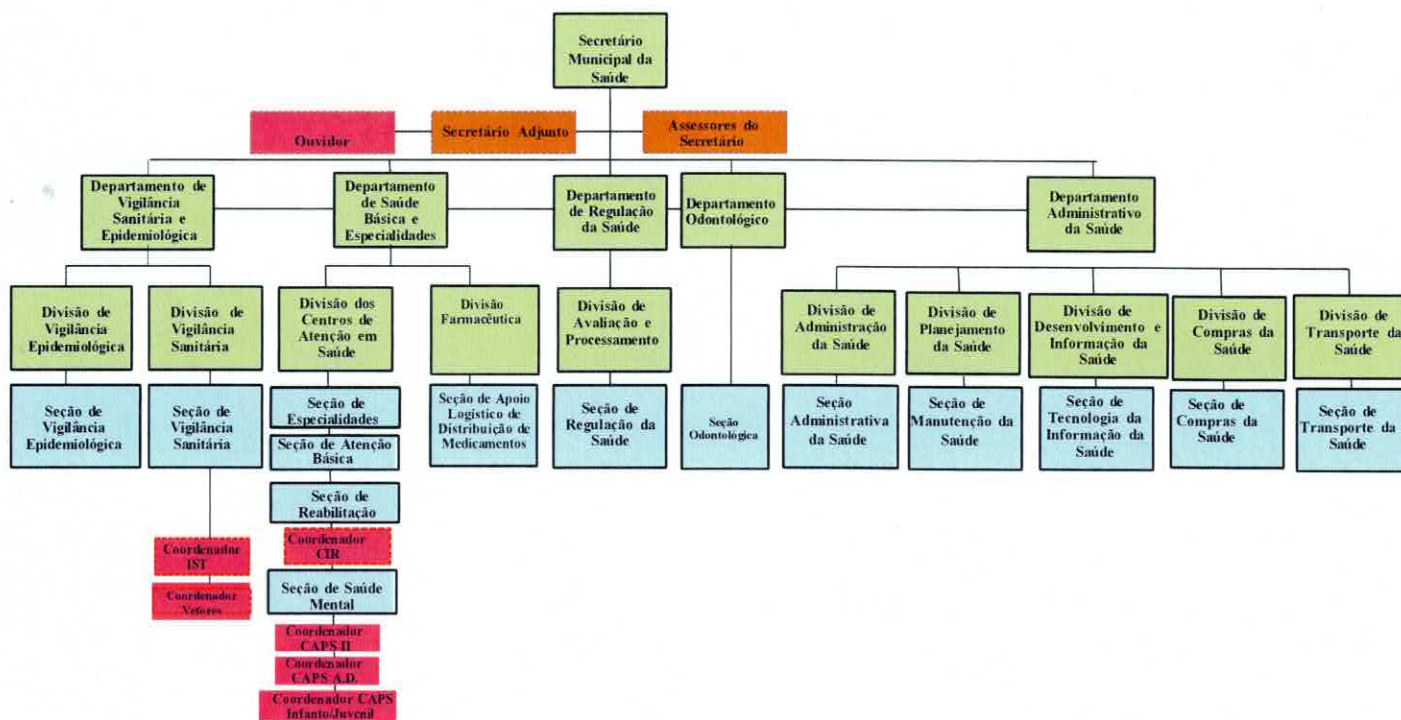 Secretário
Municipal da
Saúde
Ouvidor
Secretário Adjunto
Assessores do
Secretário
Departamento de
Vigilância
Sanitária e
Epidemiológica
Departamento
de Saúde
Básica e
Especialidades
Departamento
de Regulação
da Saúde
Departamento
Odontológico
Departamento
Administrativo
da Saúde
Divisão de
Vigilância
Epidemiológica
Divisão de
Vigilância
Sanitária
Divisão dos
Centros de
Atenção em
Saúde
Divisão
Farmacêutica
Divisão de
Avaliação e
Processamento
Divisão de
Administração
da Saúde
Divisão de
Planejamento
da Saúde
Divisão de
Desenvolvimento e
Informação da
Saúde
Divisão de
Compras da
Saúde
Divisão de
Transporte da
Saúde
Seção de
Vigilância
Epidemiológica
Seção de
Vigilância
Sanitária
Seção de
Especialidades
Seção de Apoio
Logístico de
Distribuição de
Medicamentos
Seção de
Regulação da
Saúde
Seção
Odontológica
Seção
Administrativa
da Saúde
Seção de
Manutenção da
Saúde
Seção de
Tecnologia da
Informação da
Saúde
Seção de
Compras da
Saúde
Seção de
Transporte da
Saúde
Seção de Atenção
Básica
Seção de
Reabilitação
Coordenador
IST
Coordenador
CIR
Coordenador
Vetores
Seção de Saúde
Mental
Coordenador
CAPS II
Coordenador
CAPS A.D.
Coordenador CAPS
Infanto/Juvenil